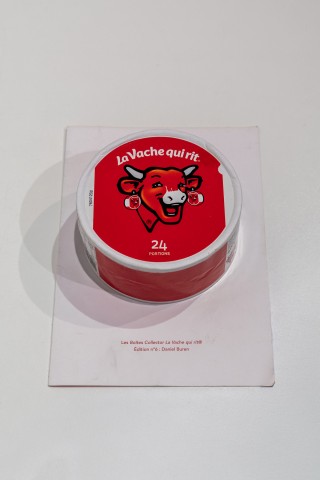 La Vache qui rit®
24
PORTIONS
Les Boîtes Collector La Vache qui rit®
Édition n°6 : Daniel Buren